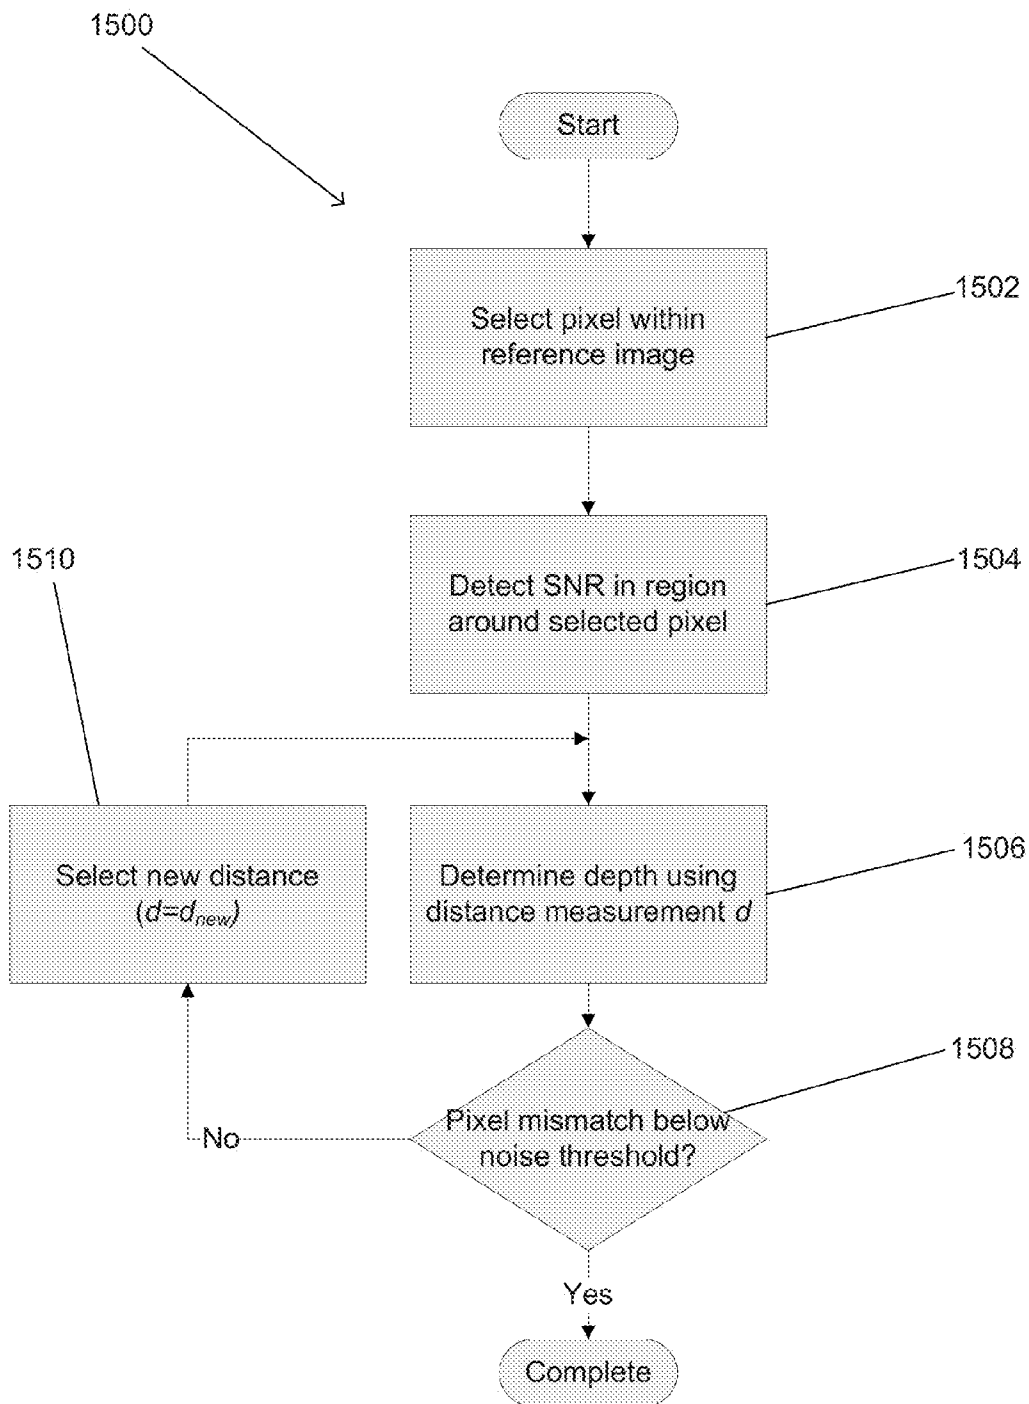 1500
Start
Select pixel within
reference image
1502
Detect SNR in region
around selected pixel
1504
1510
Select new distance
(d=dnew)
Determine depth using
distance measurement d
1506
Pixel mismatch below
noise threshold?
1508
No
Yes
Complete